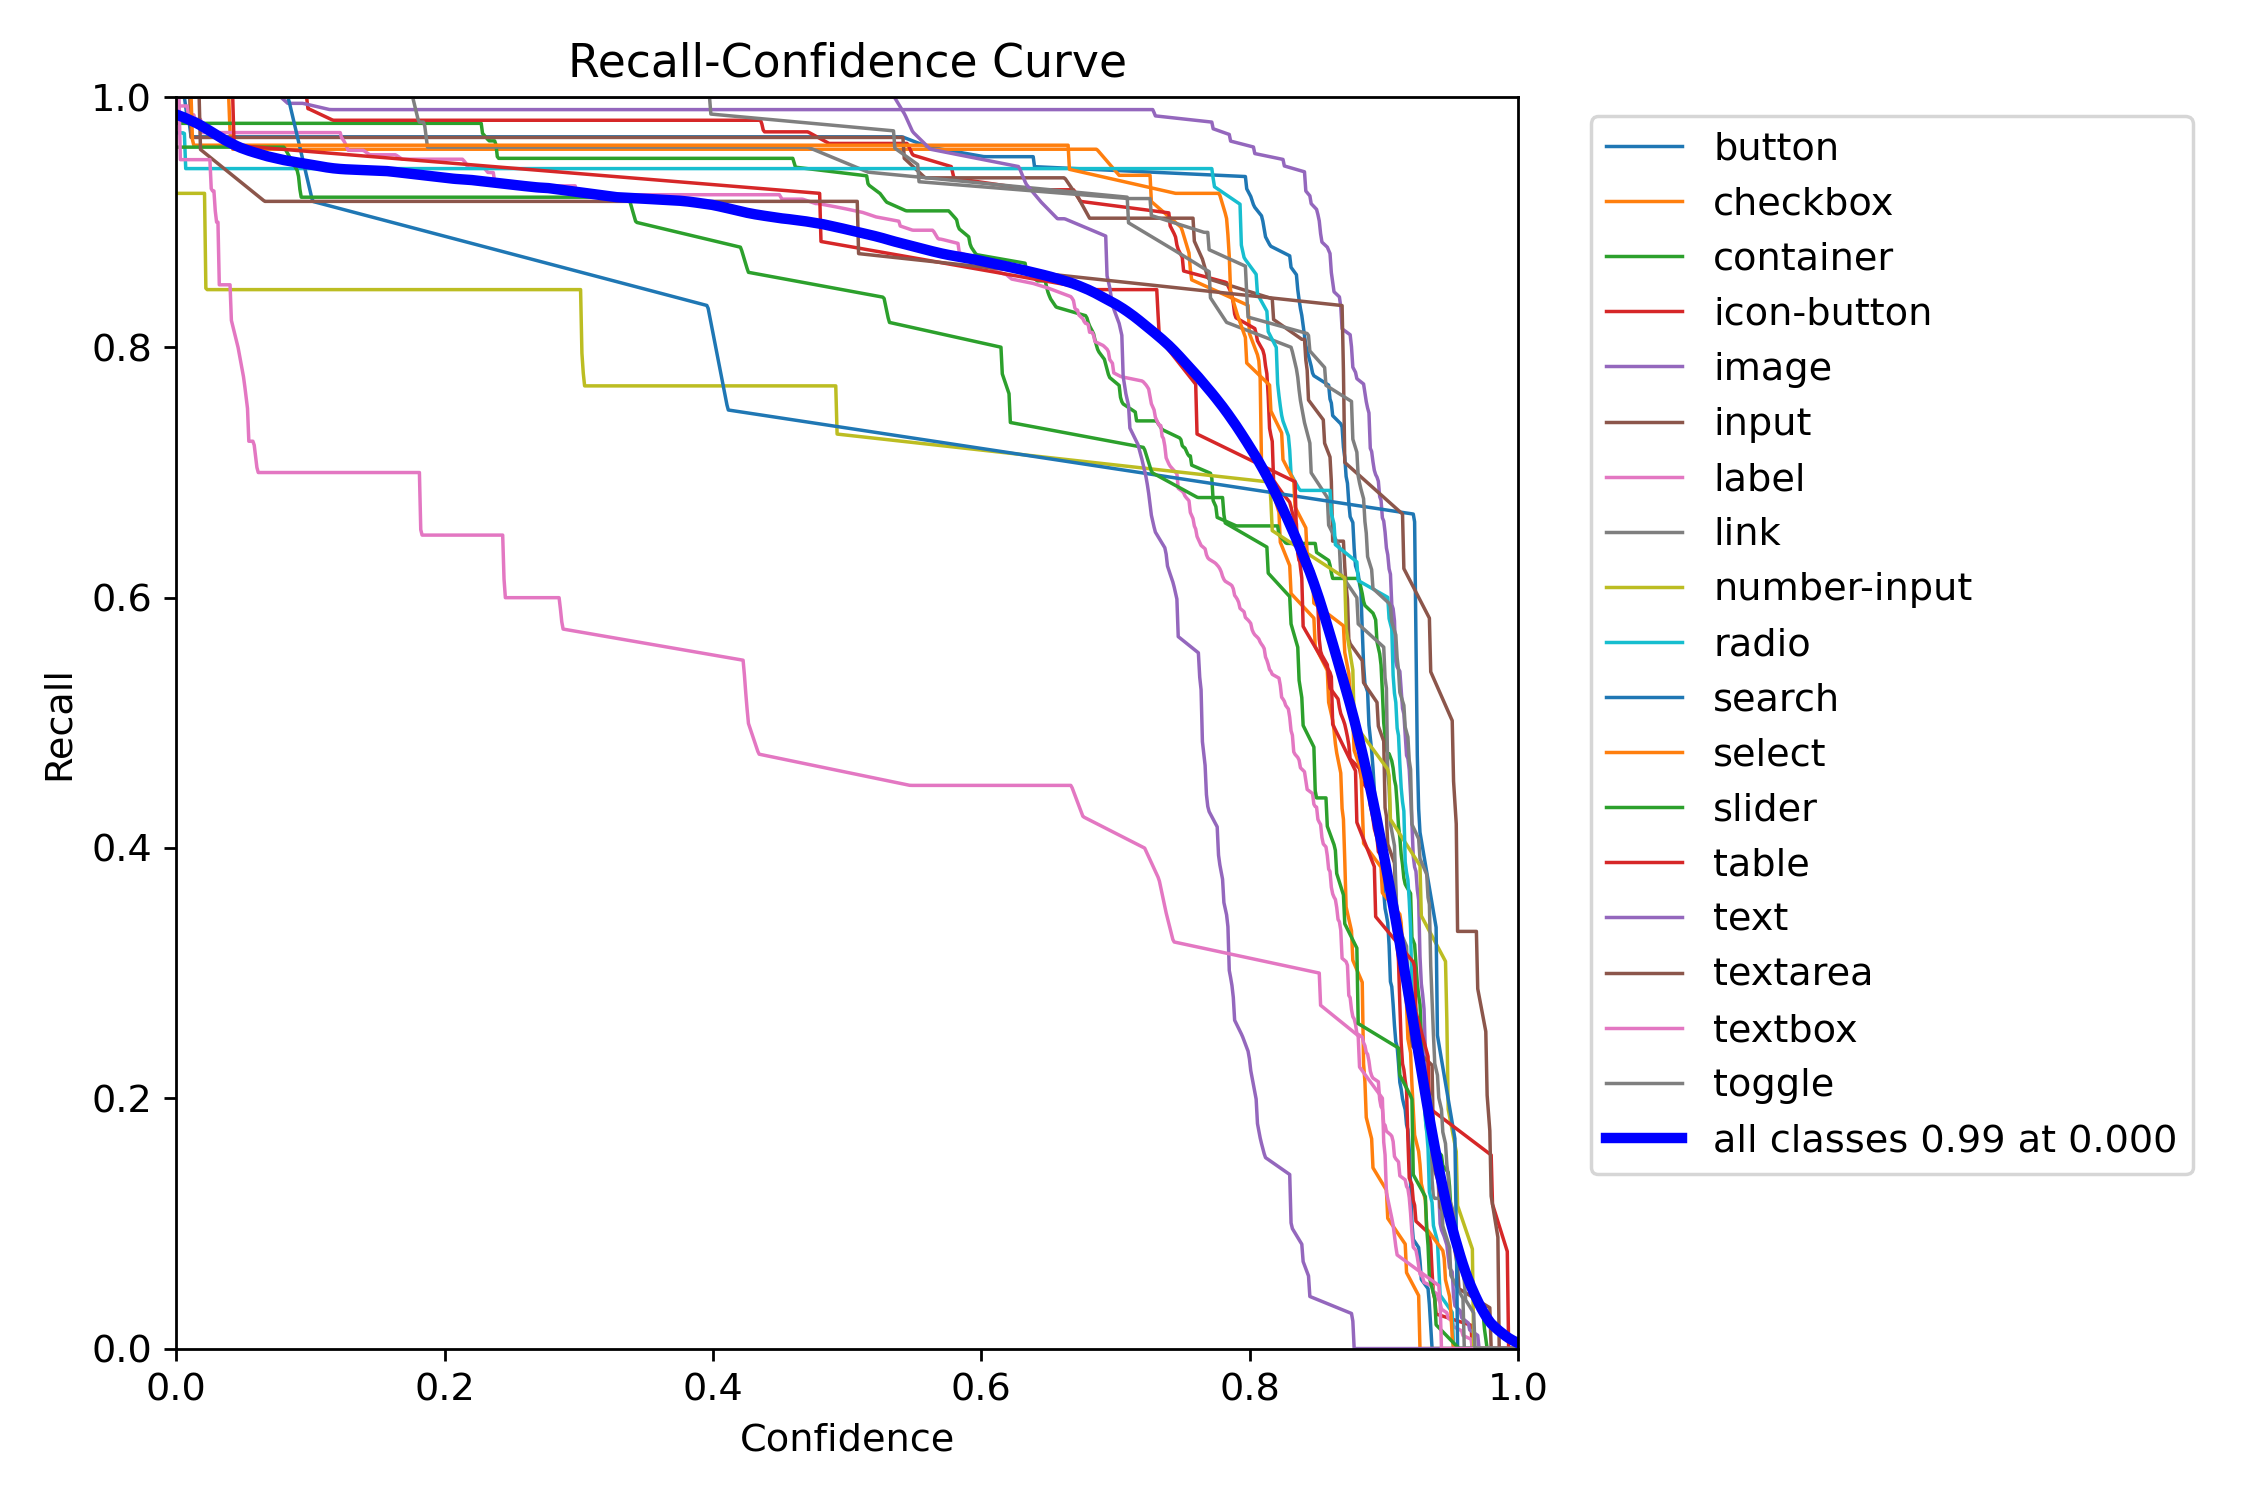 Recall-Confidence Curve
1.0
0.8
0.6
0.4
0.2
0.0
Recall
0.0 0.2 0.4 0.6 0.8 1.0
Confidence
button
checkbox
container
icon-button
image
input
label
link
number-input
radio
search
select
slider
table
text
textarea
textbox
toggle
all classes 0.99 at 0.000